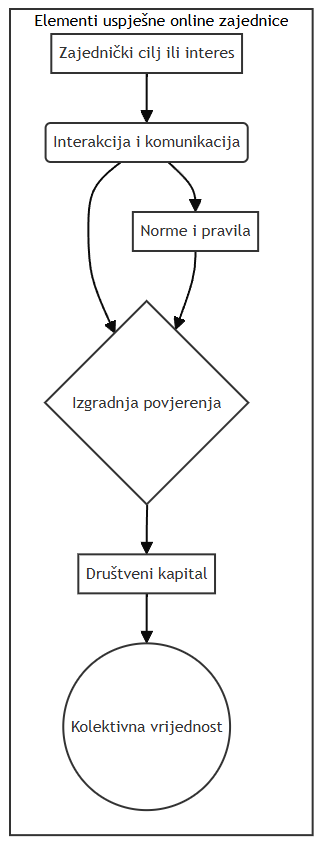 Elementi uspješne online zajednice
Zajednički cilj ili interes
Interakcija i komunikacija
Norme i pravila
Izgradnja povjerenja
Društveni kapital
Kolektivna vrijednost